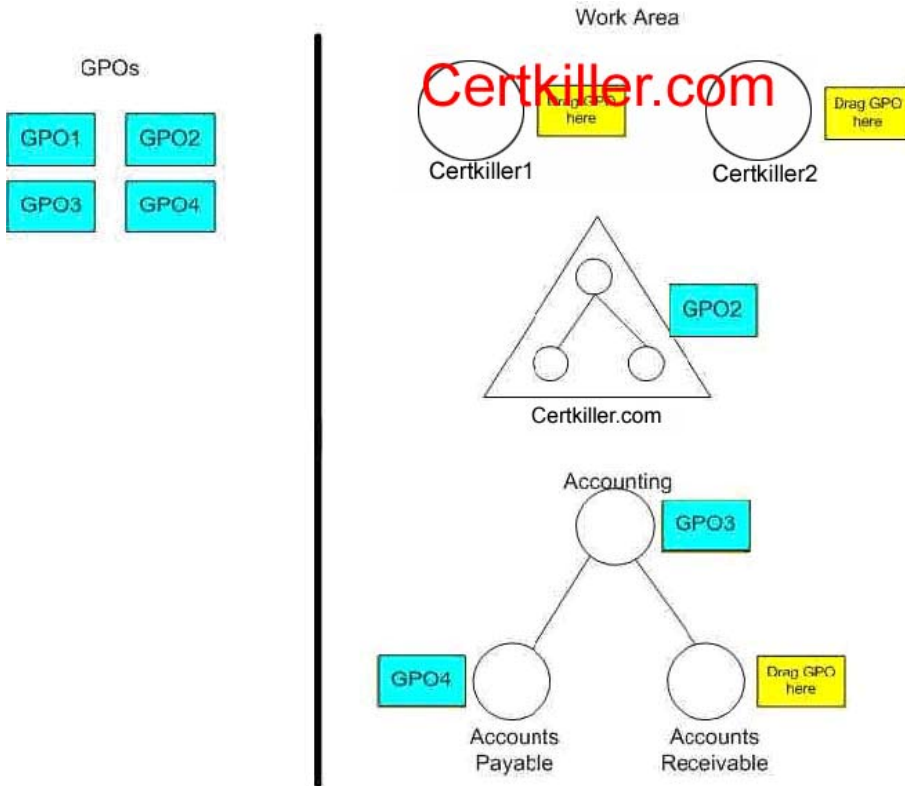 Work Area
GPOs
GPO1
GPO2
GPO3
GPO4
Certkiller.com
Drag GPO
here
Drag GPO
here
Certkiller1
Certkiller2
GPO2
Certkiller.com
Accounting
GPO3
GPO4
Drag GPO
here
Accounts
Payable
Accounts
Receivable